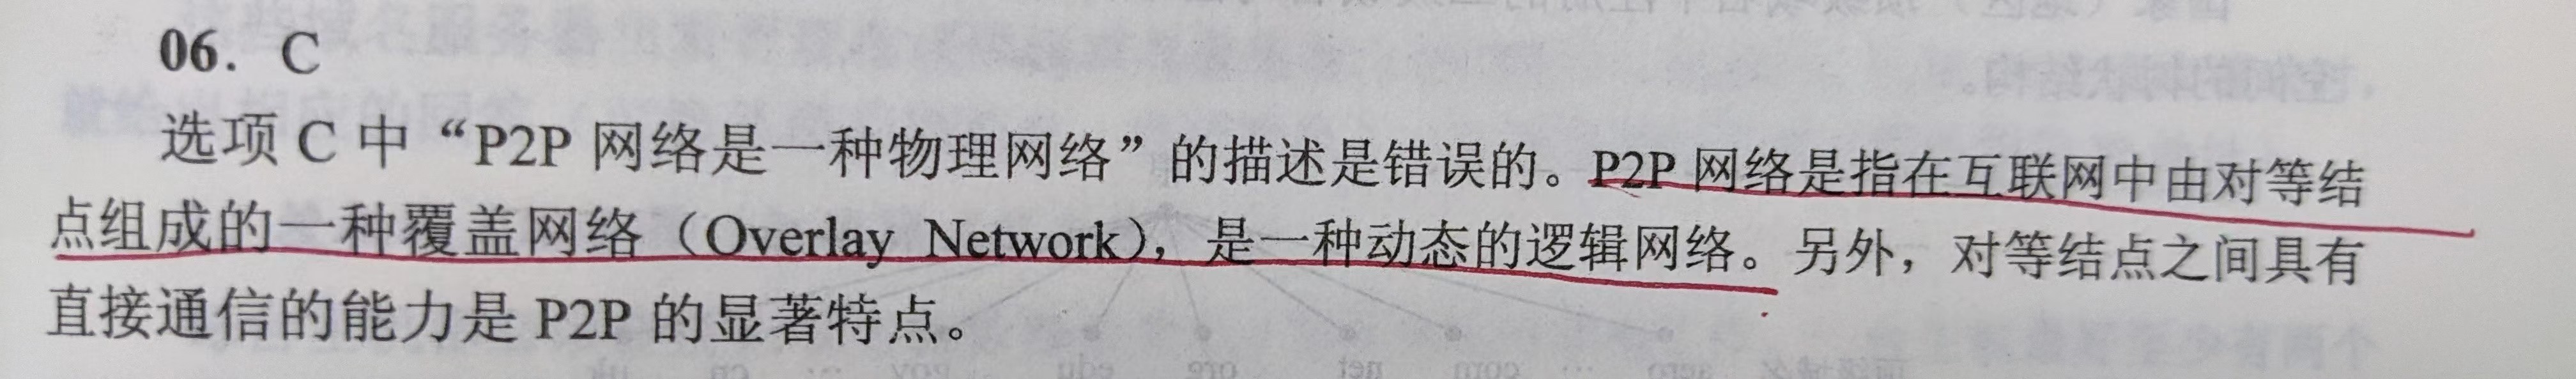 06. C
选项 C 中“P2P 网络是一种物理网络”的描述是错误的。P2P 网络是指在互联网中由对等结
点组成的一种覆盖网络（Overlay Network），是一种动态的逻辑网络。另外，对等结点之间具有
直接通信的能力是 P2P 的显著特点。